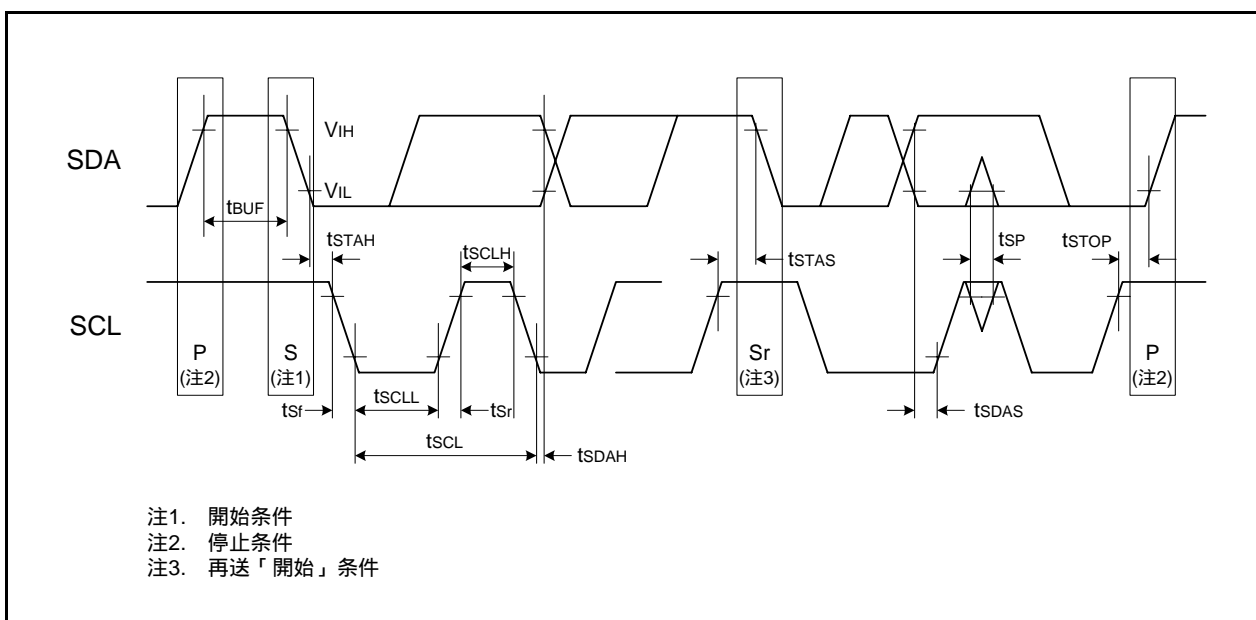 SDA
VIH
VIL
tBUF
tSTAH
tSCLH
tSTAS
tSP
tSTOP
SCL
P
(注2)
S
(注1)
Sr
(注3)
P
(注2)
tSf
tSCLL
tSr
tSDAS
tSCL
tSDAH
注1. 開始条件
注2. 停止条件
注3. 再送「開始」条件